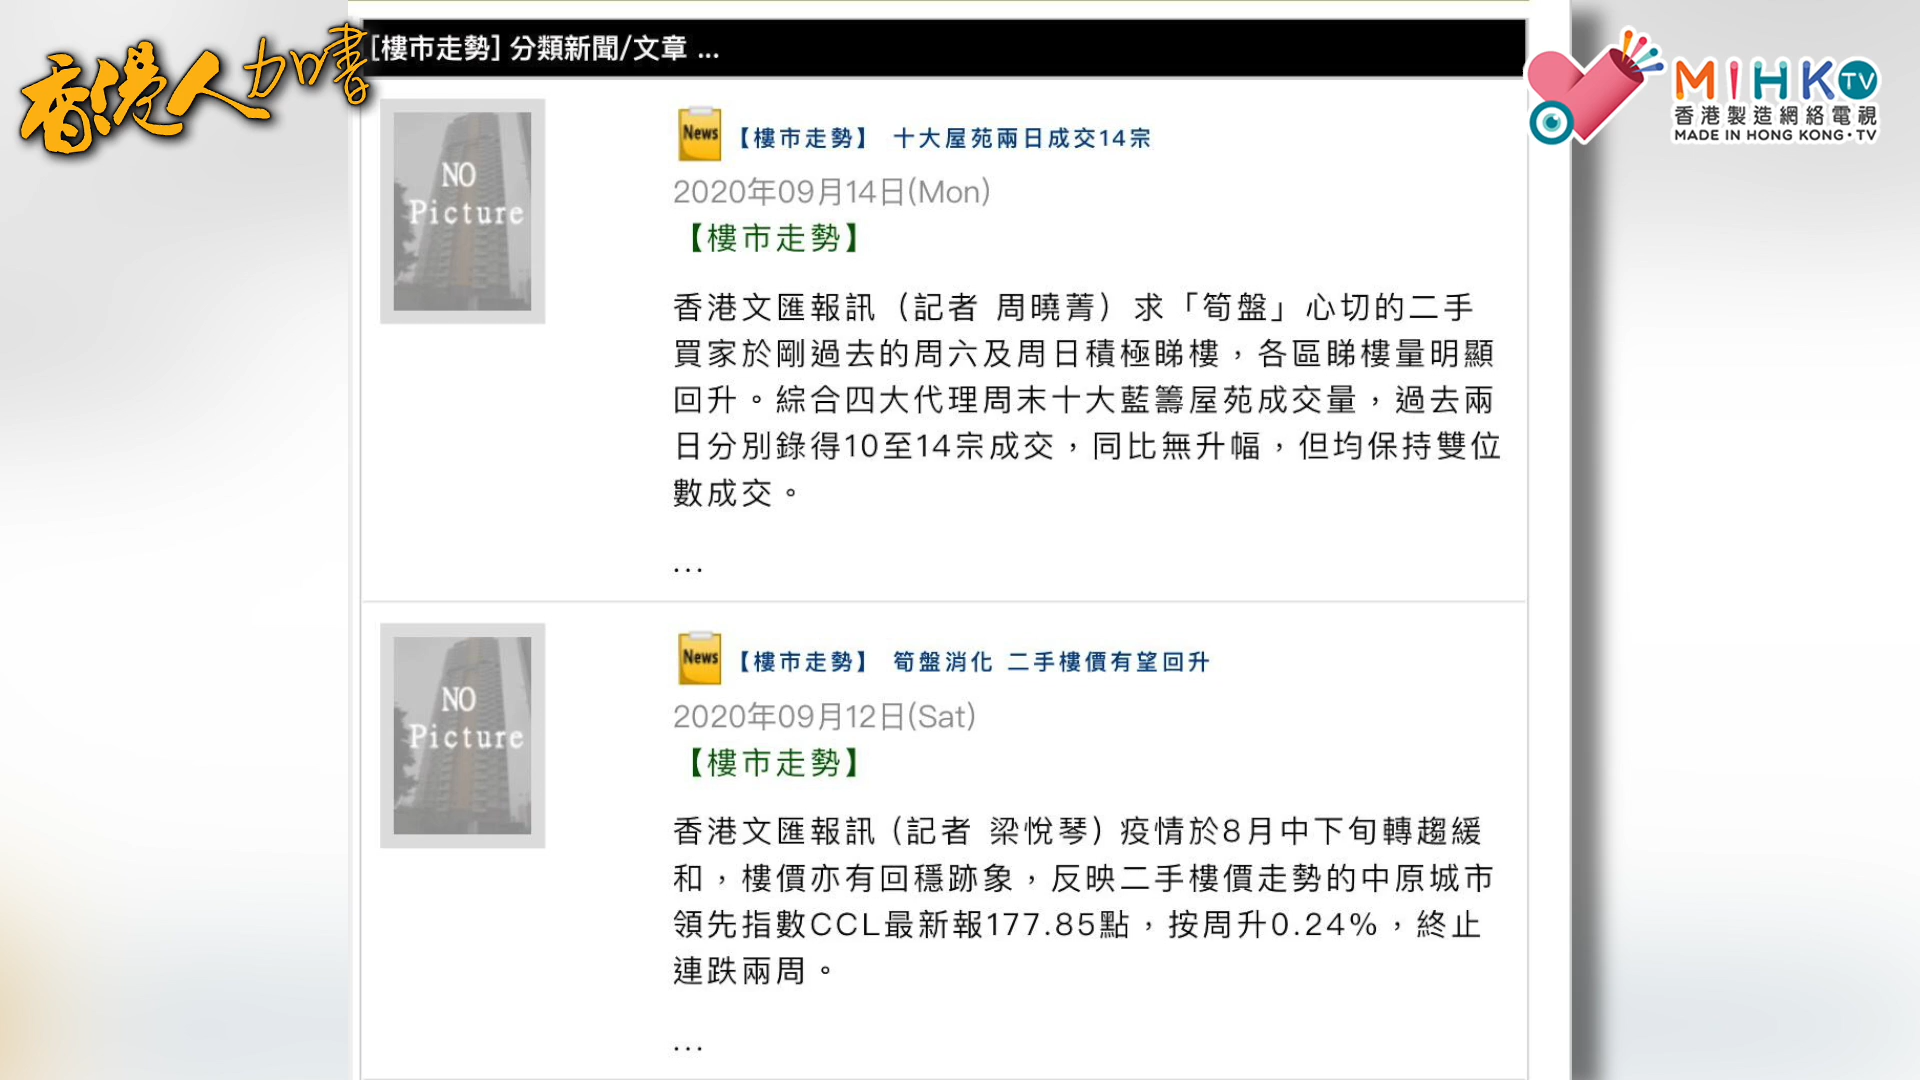 香港人加嘥
[樓市走勢] 分類新聞/文章 ...
MIHK TV
香港製造網絡電視
MADE IN HONG KONG・TV
NO
Picture
News
【樓市走勢】 十大屋苑兩日成交14宗
2020年09月14日(Mon)
【樓市走勢】
香港文匯報訊（記者 周曉菁）求「筍盤」心切的二手
買家於剛過去的周六及周日積極睇樓，各區睇樓量明顯
回升。綜合四大代理周末十大藍籌屋苑成交量，過去兩
日分別錄得10至14宗成交，同比無升幅，但均保持雙位
數成交。
...
NO
Picture
News
【樓市走勢】 筍盤消化 二手樓價有望回升
2020年09月12日(Sat)
【樓市走勢】
香港文匯報訊（記者 梁悅琴）疫情於8月中下旬轉趨緩
和，樓價亦有回穩跡象，反映二手樓價走勢的中原城市
領先指數CCL最新報177.85點，按周升0.24%，終止
連跌兩周。
...